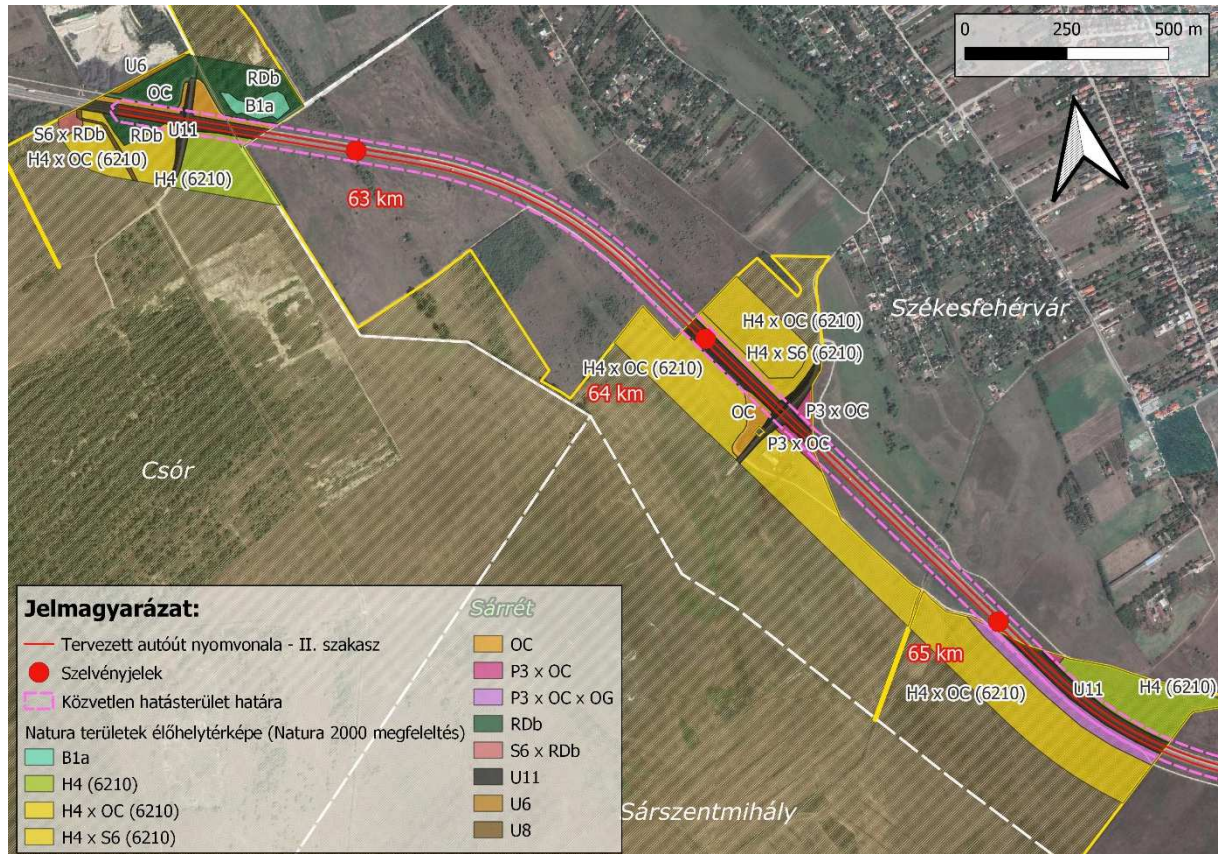 0 250 500 m
U6
RDb
OC
B1a
S6 x RDb
RDb
U11
H4 x OC (6210)
H4 (6210)
63 km
Székesfehérvár
H4 x OC (6210)
H4 x S6 (6210)
H4 x OC (6210)
64 km
OC
P3 x OC
P3 x OC
Csór
65 km
H4 x OC (6210)
U11
H4 (6210)
Sárszentmihály
Jelmagyarázat:
Tervezett autóút nyomvonala - II. szakasz
Szelvényjelek
Közvetlen hatásterület határa
Natura területek élőhelytérképe (Natura 2000 megfeleltés)
B1a
H4 (6210)
H4 x OC (6210)
H4 x S6 (6210)
Sárrét
OC
P3 x OC
P3 x OC x OG
RDb
S6 x RDb
U11
U6
U8